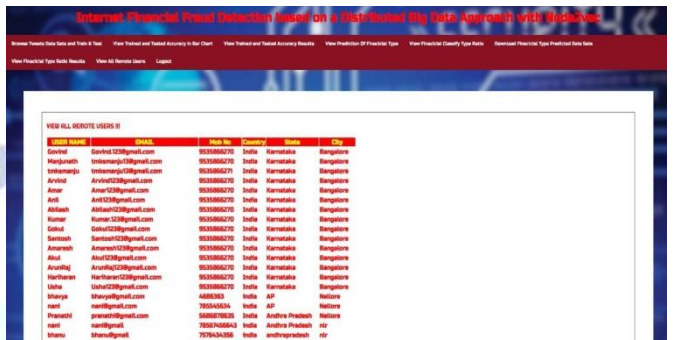 Internet Financial Fraud Detection based on a Distributed Big Data Approach with Node2vec
Browse Tweets Data Sets and Train & Test View Trained and Tested Accuracy in Bar Chart View Trained and Tested Accuracy Results View Prediction Of Financial Type View Financial Classify Type Ratio Download Financial Type Predicted Data Sets
View Financial Type Ratio Results View All Remote Users Logout
VIEW ALL REMOTE USERS !!!
USER NAME EMAIL Mob No Country State City
Govind Govind.123@gmail.com 9535866270 India Karnataka Bangalore
Manjunath tmksmanju13@gmail.com 9535866270 India Karnataka Bangalore
tmksmanju tmksmanju13@gmail.com 9535866271 India Karnataka Bangalore
Arvind Arvind123@gmail.com 9535866270 India Karnataka Bangalore
Amar Amar123@gmail.com 9535866270 India Karnataka Bangalore
Anil Anil123@gmail.com 9535866270 India Karnataka Bangalore
Abilash Abilash123@gmail.com 9535866270 India Karnataka Bangalore
Kumar Kumar.123@gmail.com 9535866270 India Karnataka Bangalore
Gokul Gokul123@gmail.com 9535866270 India Karnataka Bangalore
Santosh Santosh123@gmail.com 9535866270 India Karnataka Bangalore
Amaresh Amaresh123@gmail.com 9535866270 India Karnataka Bangalore
Akul Akul123@gmail.com 9535866270 India Karnataka Bangalore
ArunRaj ArunRaj123@gmail.com 9535866270 India Karnataka Bangalore
Hariharan Hariharan123@gmail.com 9535866270 India Karnataka Bangalore
Usha Usha123@gmail.com 9535866270 India Karnataka Bangalore
bhavya bhavya@gmail.com 4686363 India AP Nellore
nani nani@gmail.com 785545634 India AP Nellore
Pranathi pranathi@gmail.com 5686878635 India Andhra Pradesh Nellore
nani nani@gmail 78567456643 India Andhra Pradesh nlr
bhanu bhanu@gmail 7576434356 India andhrapradesh nlr